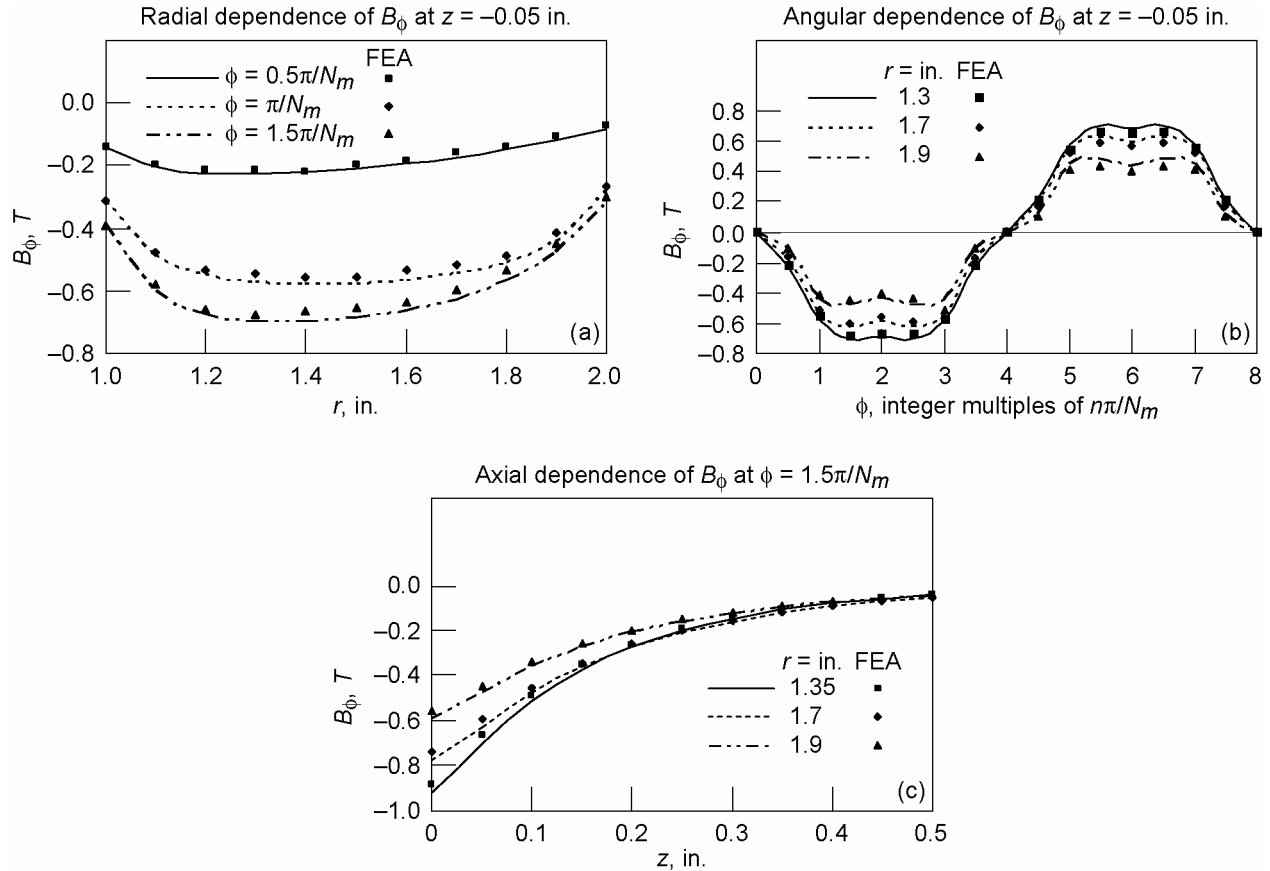 Radial dependence of Bϕ at z = –0.05 in.
FEA
ϕ = 0.5π/Nm
ϕ = π/Nm
ϕ = 1.5π/Nm
0.0
–0.2
–0.4
–0.6
–0.8
Bϕ, T
(a)
1.0 1.2 1.4 1.6 1.8 2.0
r, in.
Angular dependence of Bϕ at z = –0.05 in.
r = in. FEA
1.3
1.7
1.9
0.8
0.6
0.4
0.2
0.0
–0.2
–0.4
–0.6
–0.8
Bϕ, T
(b)
0 1 2 3 4 5 6 7 8
ϕ, integer multiples of nπ/Nm
Axial dependence of Bϕ at ϕ = 1.5π/Nm
0.0
–0.2
–0.4
–0.6
–0.8
–1.0
Bϕ, T
r = in. FEA
1.35
1.7
1.9
(c)
0 0.1 0.2 0.3 0.4 0.5
z, in.